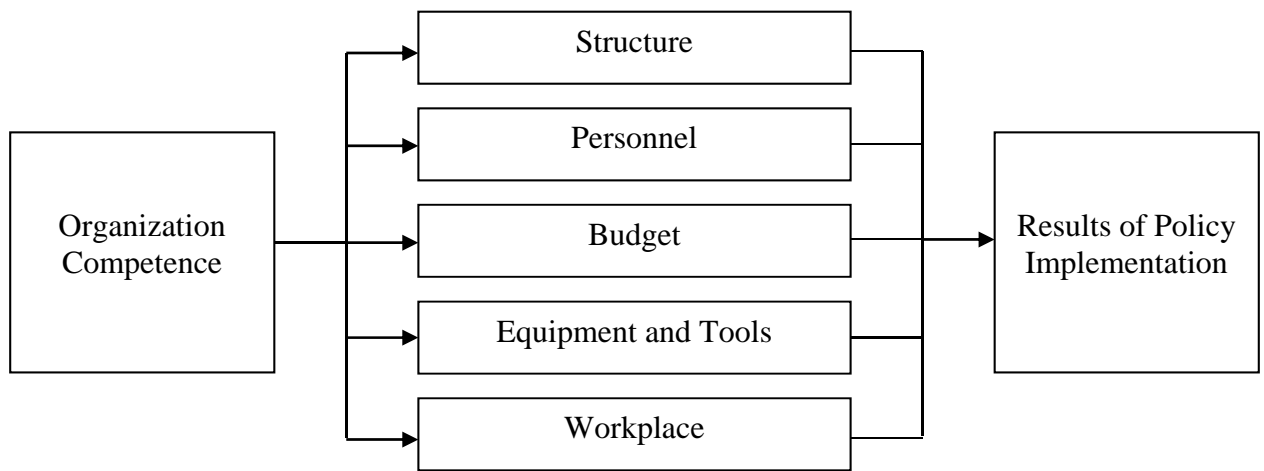 Organization
Competence
Structure
Personnel
Budget
Equipment and Tools
Workplace
Results of Policy
Implementation